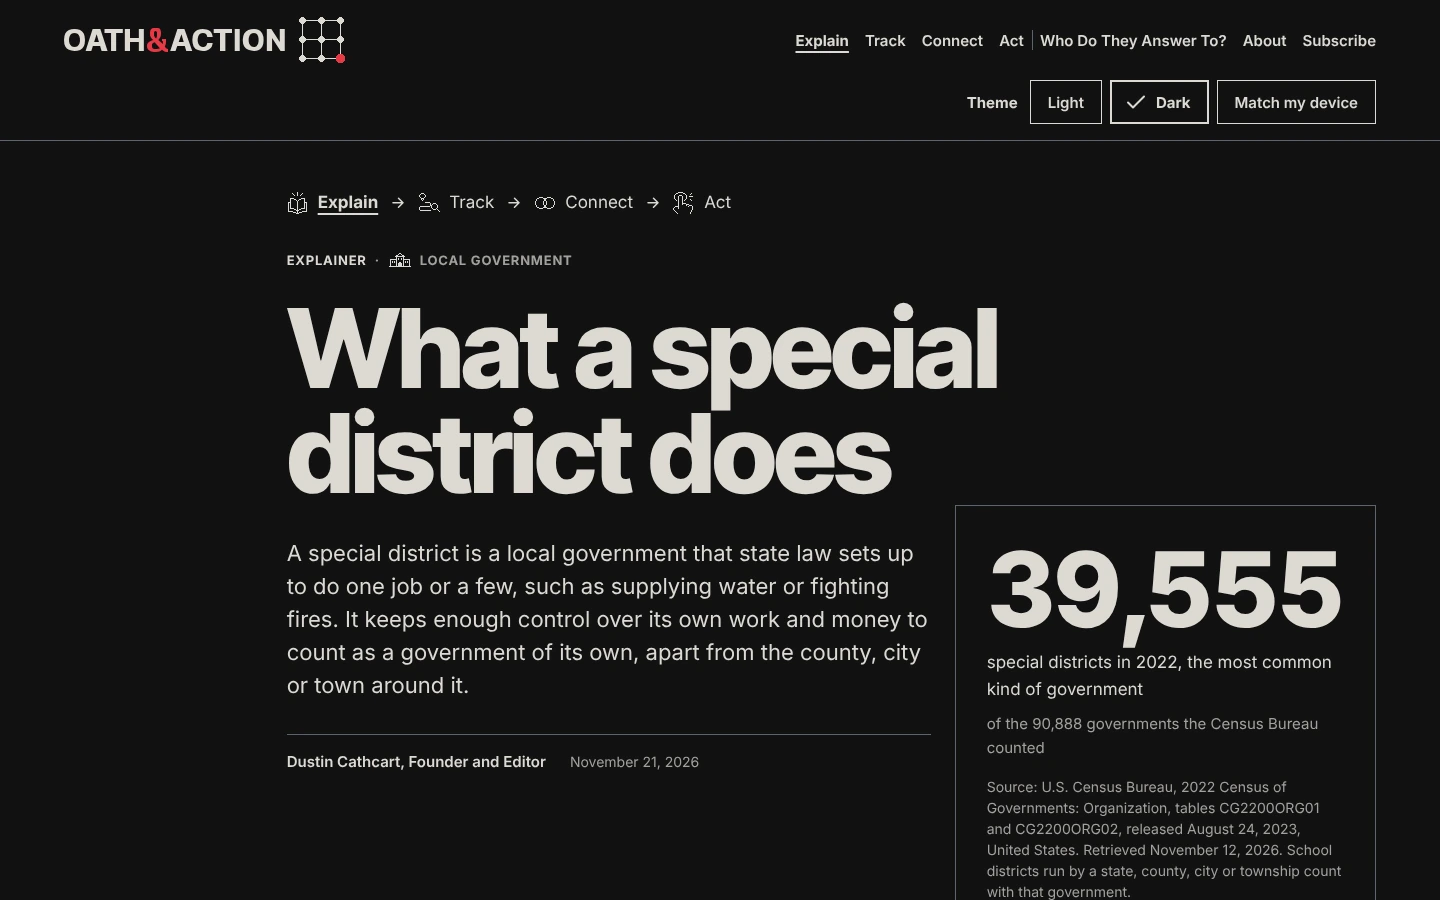 OATH&ACTION
Explain Track Connect Act Who Do They Answer To? About Subscribe
Theme Light Dark Match my device
Explain → Track → Connect → Act
EXPLAINER · LOCAL GOVERNMENT
What a special
district does
A special district is a local government that state law sets up
to do one job or a few, such as supplying water or fighting
fires. It keeps enough control over its own work and money to
count as a government of its own, apart from the county, city
or town around it.
Dustin Cathcart, Founder and Editor November 21, 2026
39,555
special districts in 2022, the most common
kind of government
of the 90,888 governments the Census Bureau
counted
Source: U.S. Census Bureau, 2022 Census of
Governments: Organization, tables CG2200ORG01
and CG2200ORG02, released August 24, 2023,
United States. Retrieved November 12, 2026. School
districts run by a state, county, city or township count
with that government.